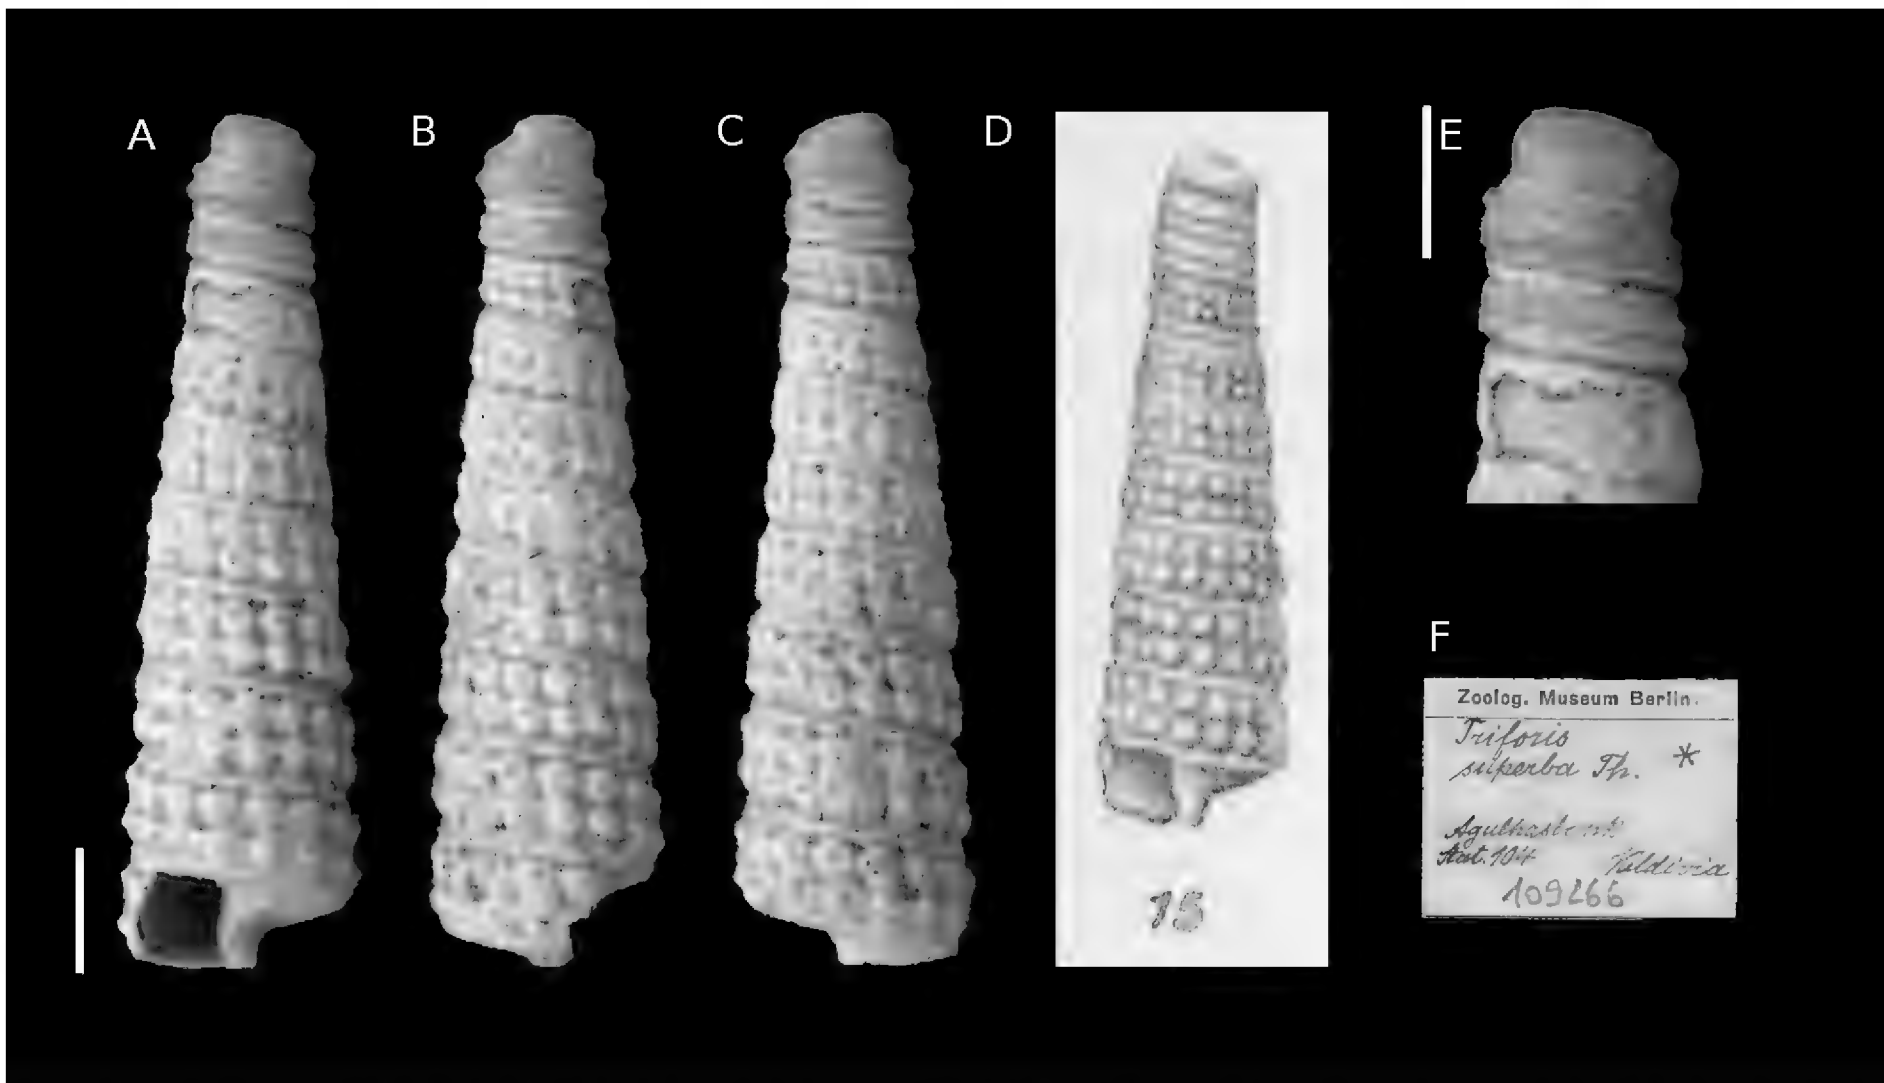 A
B
C
D
E
15
F
Zoolog. Museum Berlin.
Triforis
superba Th. *
Agulhasbank
Stat. 104 Valdivia
109266